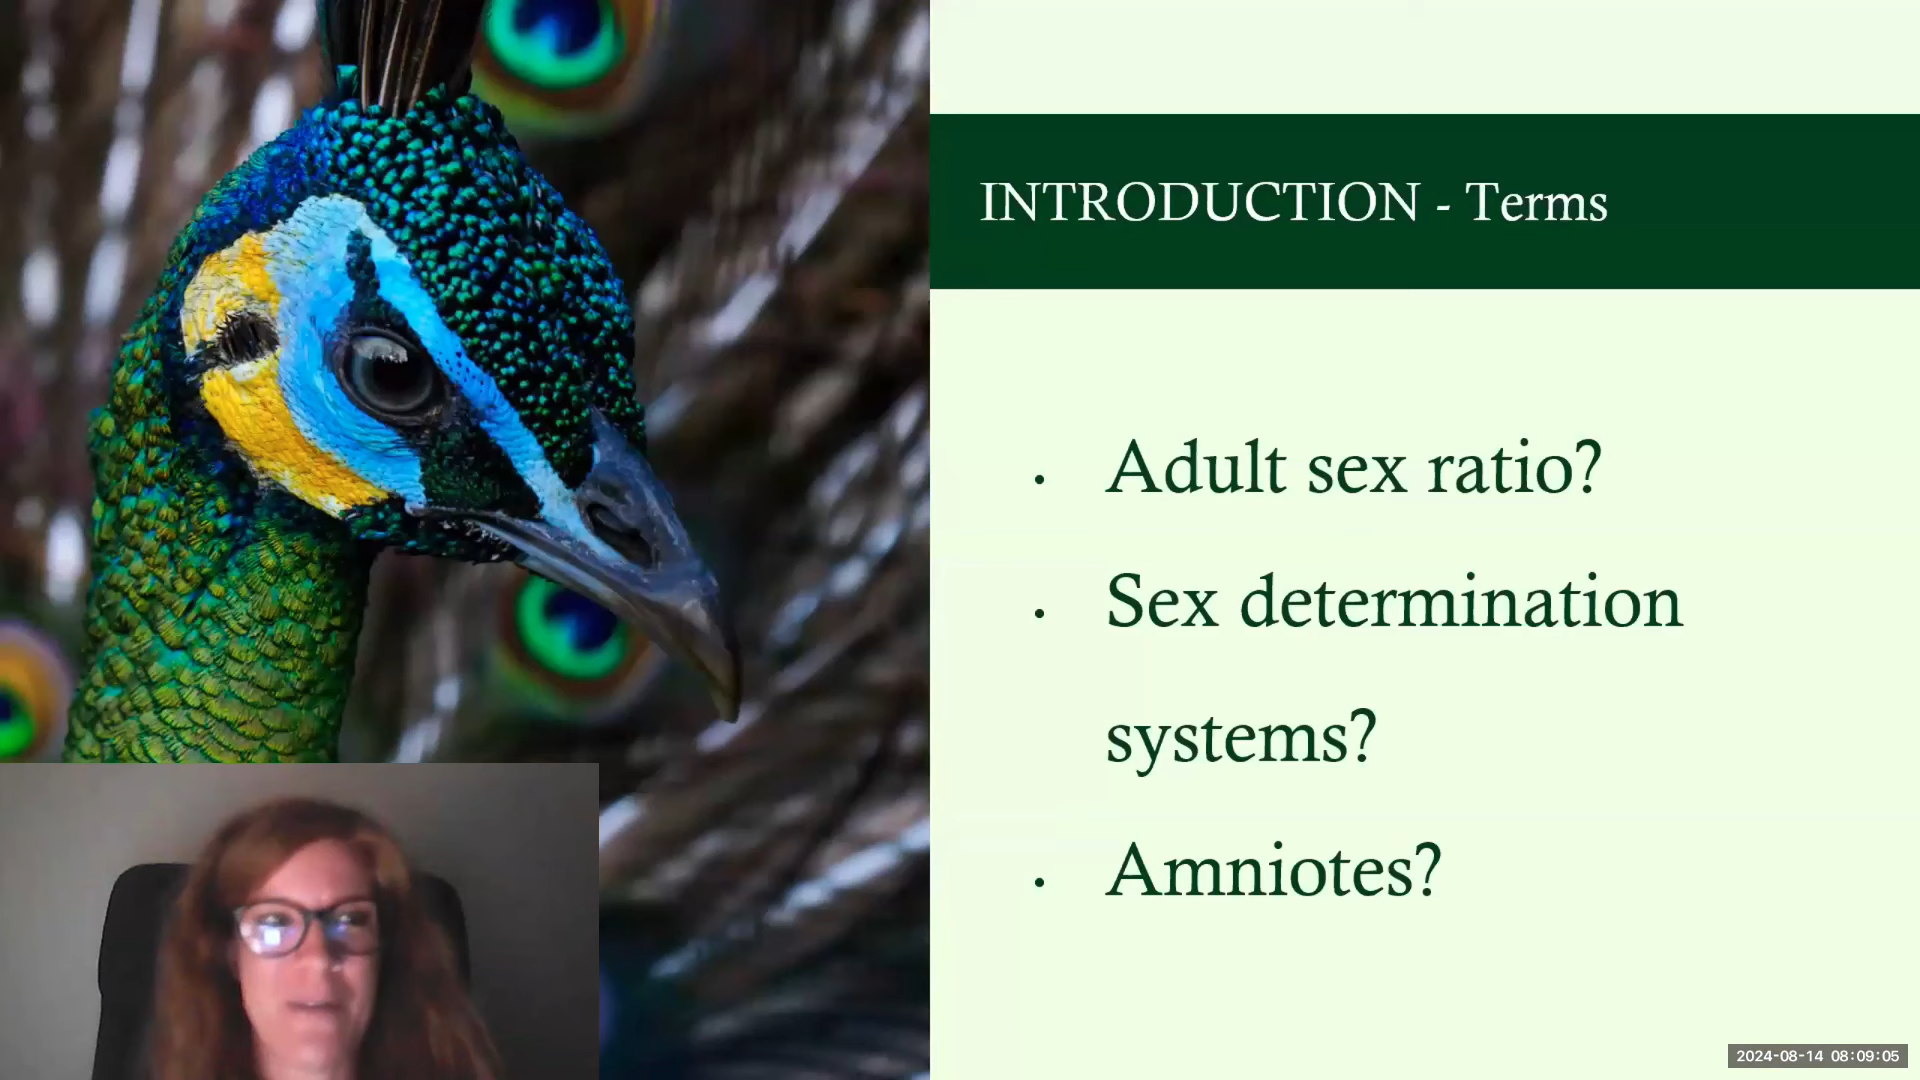 INTRODUCTION - Terms
• Adult sex ratio?
• Sex determination
systems?
• Amniotes?
2024-08-14 08:09:05